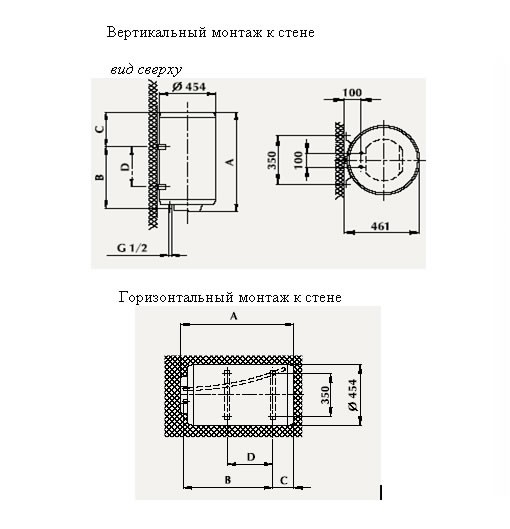 Вертикальный монтаж к стене
вид сверху
Ø 454
100
C
D
B
A
350
100
G 1/2
461
Горизонтальный монтаж к стене
A
350
Ø 454
D
B
C